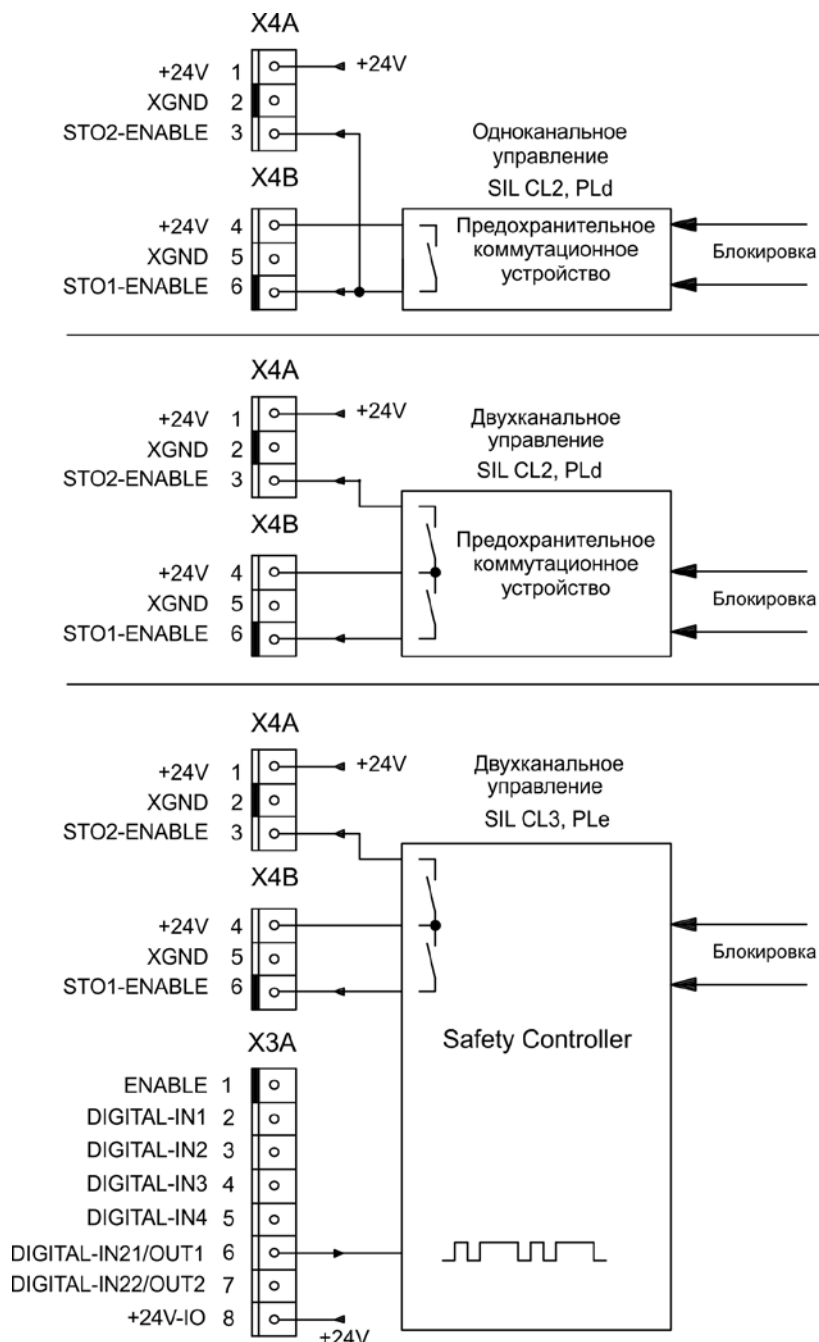 X4A
+24V 1 +24V
XGND 2
STO2-ENABLE 3
Одноканальное
управление
SIL CL2, PLd
X4B
+24V 4
XGND 5
STO1-ENABLE 6
Предохранительное
коммутационное
устройство
Блокировка
X4A
+24V 1 +24V
XGND 2
STO2-ENABLE 3
Двухканальное
управление
SIL CL2, PLd
X4B
+24V 4
XGND 5
STO1-ENABLE 6
Предохранительное
коммутационное
устройство
Блокировка
X4A
+24V 1 +24V
XGND 2
STO2-ENABLE 3
Двухканальное
управление
SIL CL3, PLe
X4B
+24V 4
XGND 5
STO1-ENABLE 6
Блокировка
Safety Controller
X3A
ENABLE 1
DIGITAL-IN1 2
DIGITAL-IN2 3
DIGITAL-IN3 4
DIGITAL-IN4 5
DIGITAL-IN21/OUT1 6
DIGITAL-IN22/OUT2 7
+24V-IO 8
+24V